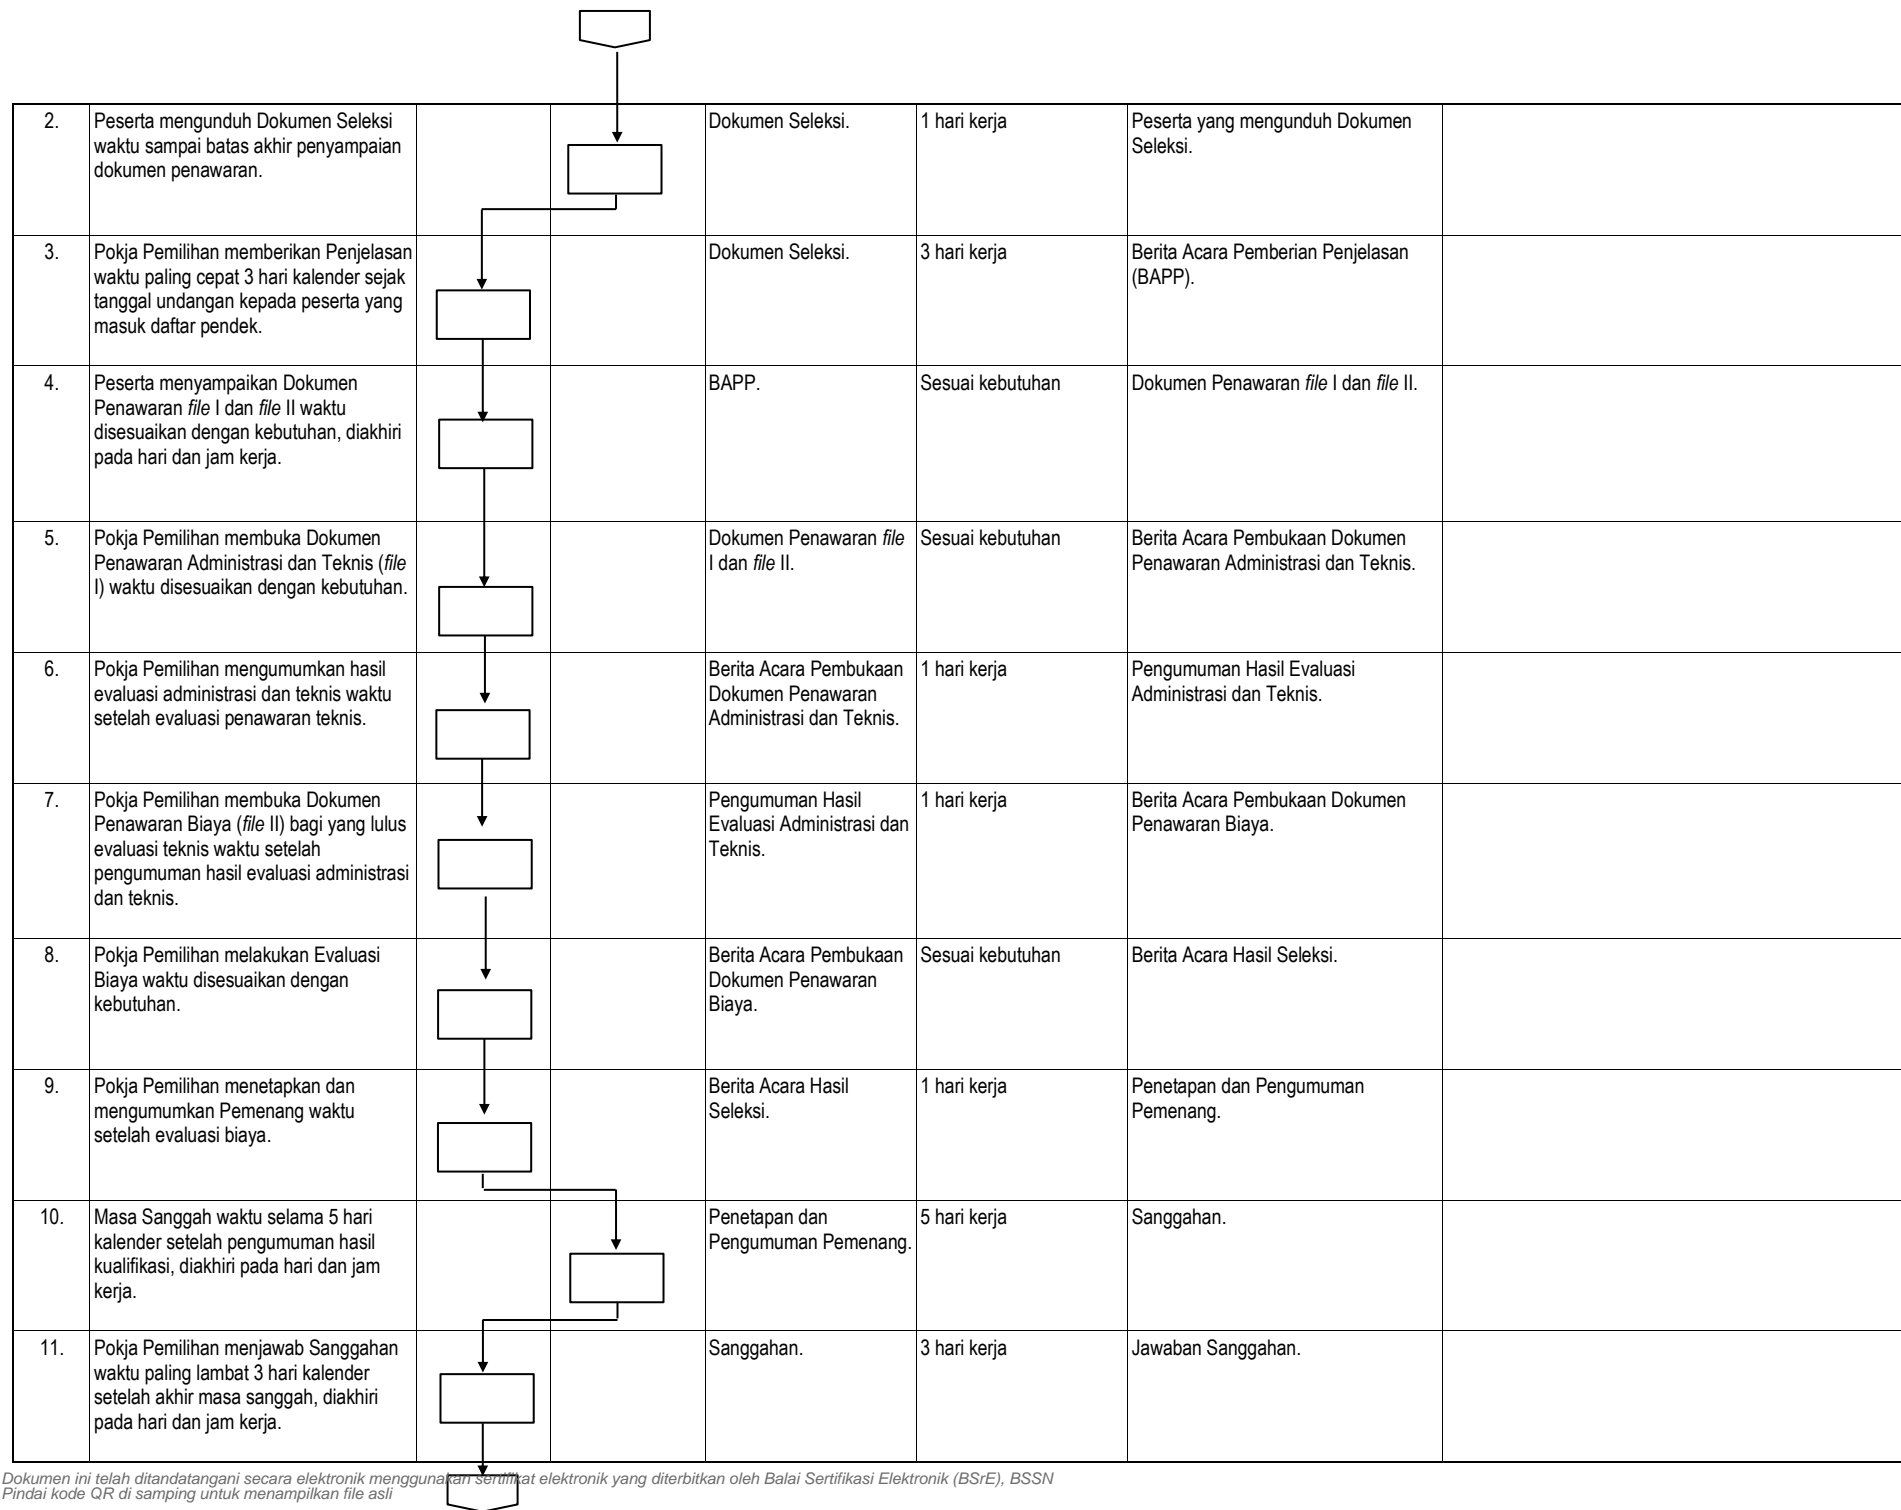 2.
Peserta mengunduh Dokumen Seleksi
waktu sampai batas akhir penyampaian
dokumen penawaran.
Dokumen Seleksi.
1 hari kerja
Peserta yang mengunduh Dokumen
Seleksi.
3.
Pokja Pemilihan memberikan Penjelasan
waktu paling cepat 3 hari kalender sejak
tanggal undangan kepada peserta yang
masuk daftar pendek.
Dokumen Seleksi.
3 hari kerja
Berita Acara Pemberian Penjelasan
(BAPP).
4.
Peserta menyampaikan Dokumen
Penawaran file I dan file II waktu
disesuaikan dengan kebutuhan, diakhiri
pada hari dan jam kerja.
BAPP.
Sesuai kebutuhan
Dokumen Penawaran file I dan file II.
5.
Pokja Pemilihan membuka Dokumen
Penawaran Administrasi dan Teknis (file
I) waktu disesuaikan dengan kebutuhan.
Dokumen Penawaran file
I dan file II.
Sesuai kebutuhan
Berita Acara Pembukaan Dokumen
Penawaran Administrasi dan Teknis.
6.
Pokja Pemilihan mengumumkan hasil
evaluasi administrasi dan teknis waktu
setelah evaluasi penawaran teknis.
Berita Acara Pembukaan
Dokumen Penawaran
Administrasi dan Teknis.
1 hari kerja
Pengumuman Hasil Evaluasi
Administrasi dan Teknis.
7.
Pokja Pemilihan membuka Dokumen
Penawaran Biaya (file II) bagi yang lulus
evaluasi teknis waktu setelah
pengumuman hasil evaluasi administrasi
dan teknis.
Pengumuman Hasil
Evaluasi Administrasi dan
Teknis.
1 hari kerja
Berita Acara Pembukaan Dokumen
Penawaran Biaya.
8.
Pokja Pemilihan melakukan Evaluasi
Biaya waktu disesuaikan dengan
kebutuhan.
Berita Acara Pembukaan
Dokumen Penawaran
Biaya.
Sesuai kebutuhan
Berita Acara Hasil Seleksi.
9.
Pokja Pemilihan menetapkan dan
mengumumkan Pemenang waktu
setelah evaluasi biaya.
Berita Acara Hasil
Seleksi.
1 hari kerja
Penetapan dan Pengumuman
Pemenang.
10.
Masa Sanggah waktu selama 5 hari
kalender setelah pengumuman hasil
kualifikasi, diakhiri pada hari dan jam
kerja.
Penetapan dan
Pengumuman Pemenang.
5 hari kerja
Sanggahan.
11.
Pokja Pemilihan menjawab Sanggahan
waktu paling lambat 3 hari kalender
setelah akhir masa sanggah, diakhiri
pada hari dan jam kerja.
Sanggahan.
3 hari kerja
Jawaban Sanggahan.
Dokumen ini telah ditandatangani secara elektronik menggunakan sertifikat elektronik yang diterbitkan oleh Balai Sertifikasi Elektronik (BSrE), BSSN
Pindai kode QR di samping untuk menampilkan file asli